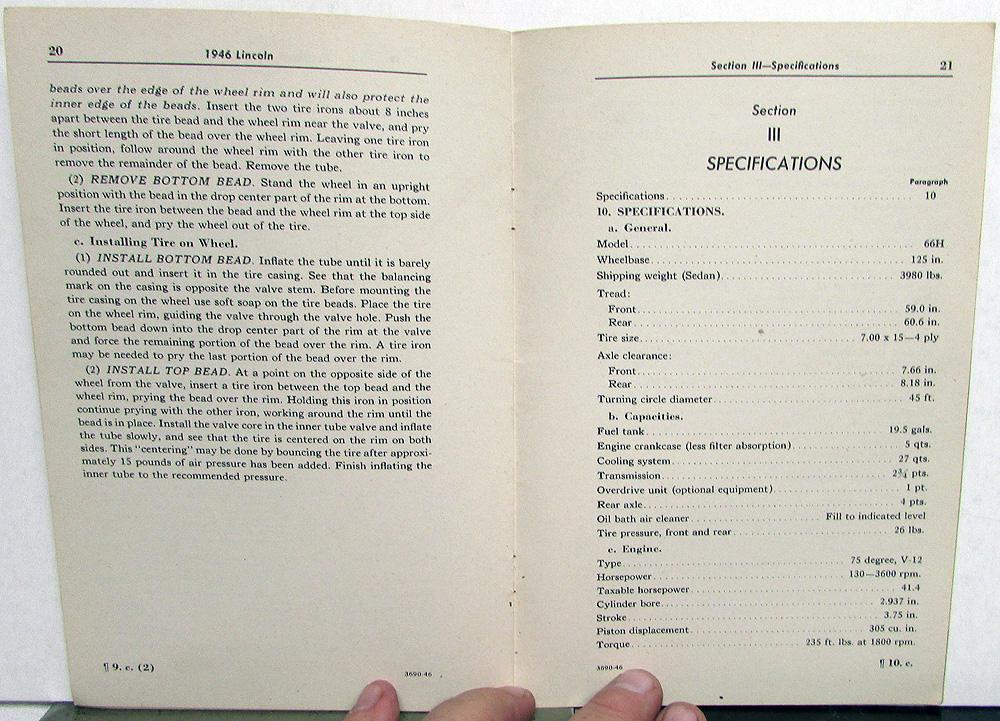 20
1946 Lincoln
beads over the edge of the wheel rim and will also protect the
inner edge of the beads. Insert the two tire irons about 8 inches
apart between the tire bead and the wheel rim near the valve, and pry
the short length of the bead over the wheel rim. Leaving one tire iron
in position, follow around the wheel rim with the other tire iron to
remove the remainder of the bead. Remove the tube.
(2) REMOVE BOTTOM BEAD. Stand the wheel in an upright
position with the bead in the drop center part of the rim at the bottom.
Insert the tire iron between the bead and the wheel rim at the top side
of the wheel, and pry the wheel out of the tire.
c. Installing Tire on Wheel.
(1) INSTALL BOTTOM BEAD. Inflate the tube until it is barely
rounded out and insert it in the tire casing. See that the balancing
mark on the casing is opposite the valve stem. Before mounting the
tire casing on the wheel use soft soap on the tire beads. Place the tire
on the wheel rim, guiding the valve through the valve hole. Push the
bottom bead down into the drop center part of the rim at the valve
and force the remaining portion of the bead over the rim. A tire iron
may be needed to pry the last portion of the bead over the rim.
(2) INSTALL TOP BEAD. At a point on the opposite side of the
wheel from the valve, insert a tire iron between the top bead and the
wheel rim, prying the bead over the rim. Holding this iron in position
continue prying with the other iron, working around the rim until the
bead is in place. Install the valve core in the inner tube valve and inflate
the tube slowly, and see that the tire is centered on the rim on both
sides. This "centering" may be done by bouncing the tire after approxi-
mately 15 pounds of air pressure has been added. Finish inflating the
inner tube to the recommended pressure.
¶ 9. c. (2)
3690-46
Section III—Specifications
21
Section
III
SPECIFICATIONS
Paragraph
Specifications 10
10. SPECIFICATIONS.
a. General.
Model 66H
Wheelbase 125 in.
Shipping weight (Sedan) 3980 lbs.
Tread:
Front 59.0 in.
Rear 60.6 in.
Tire size 7.00 x 15—4 ply
Axle clearance:
Front 7.66 in.
Rear 8.18 in.
Turning circle diameter 45 ft.
b. Capacities.
Fuel tank 19.5 gals.
Engine crankcase (less filter absorption) 5 qts.
Cooling system 27 qts.
Transmission 2¾ pts.
Overdrive unit (optional equipment) 1 pt.
Rear axle 4 pts.
Oil bath air cleaner Fill to indicated level
Tire pressure, front and rear 26 lbs.
c. Engine.
Type 75 degree, V-12
Horsepower 130—3600 rpm.
Taxable horsepower 41.4
Cylinder bore 2.937 in.
Stroke 3.75 in.
Piston displacement 305 cu. in.
Torque 235 ft. lbs. at 1800 rpm.
3690-46
¶ 10. c.